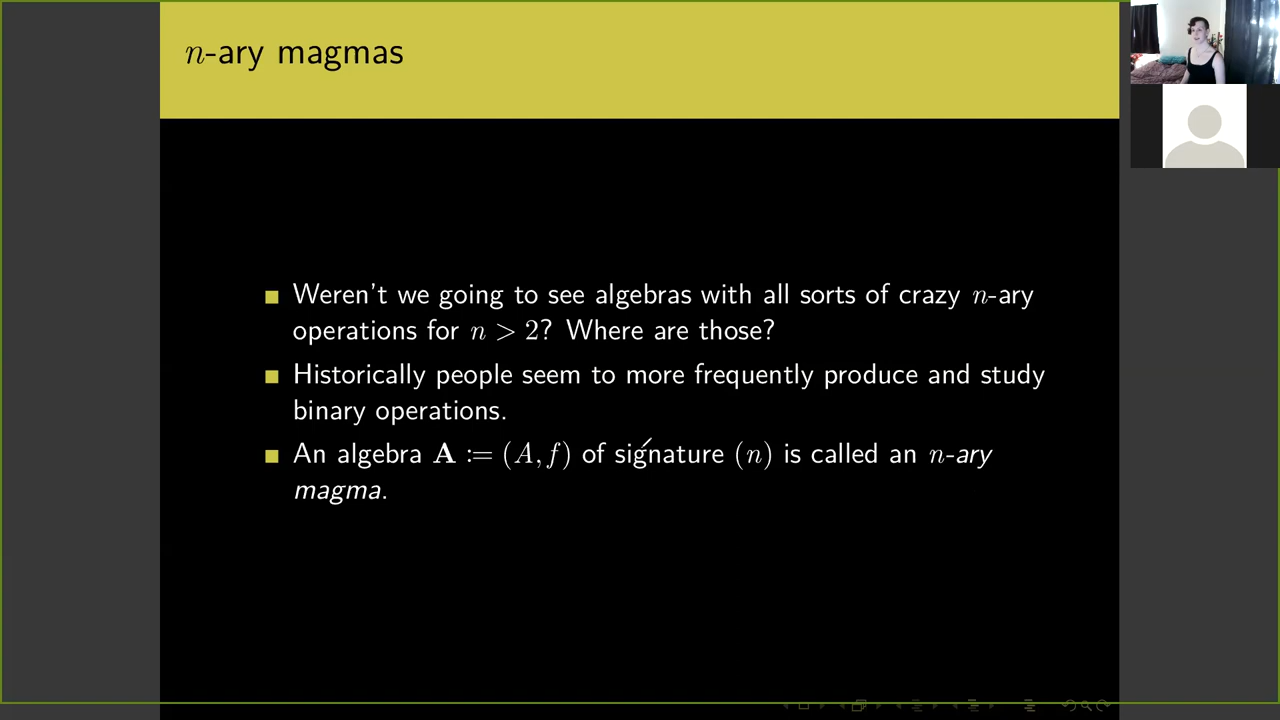 n-ary magmas
Weren't we going to see algebras with all sorts of crazy n-ary
operations for n > 2? Where are those?
Historically people seem to more frequently produce and study
binary operations.
An algebra A := (A, f) of signature (n) is called an n-ary
magma.